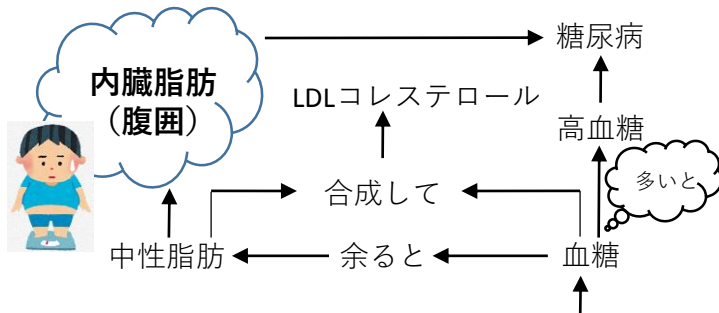 糖尿病
内臓脂肪
（腹囲）
LDLコレステロール
高血糖
多いと
合成して
中性脂肪
余ると
血糖